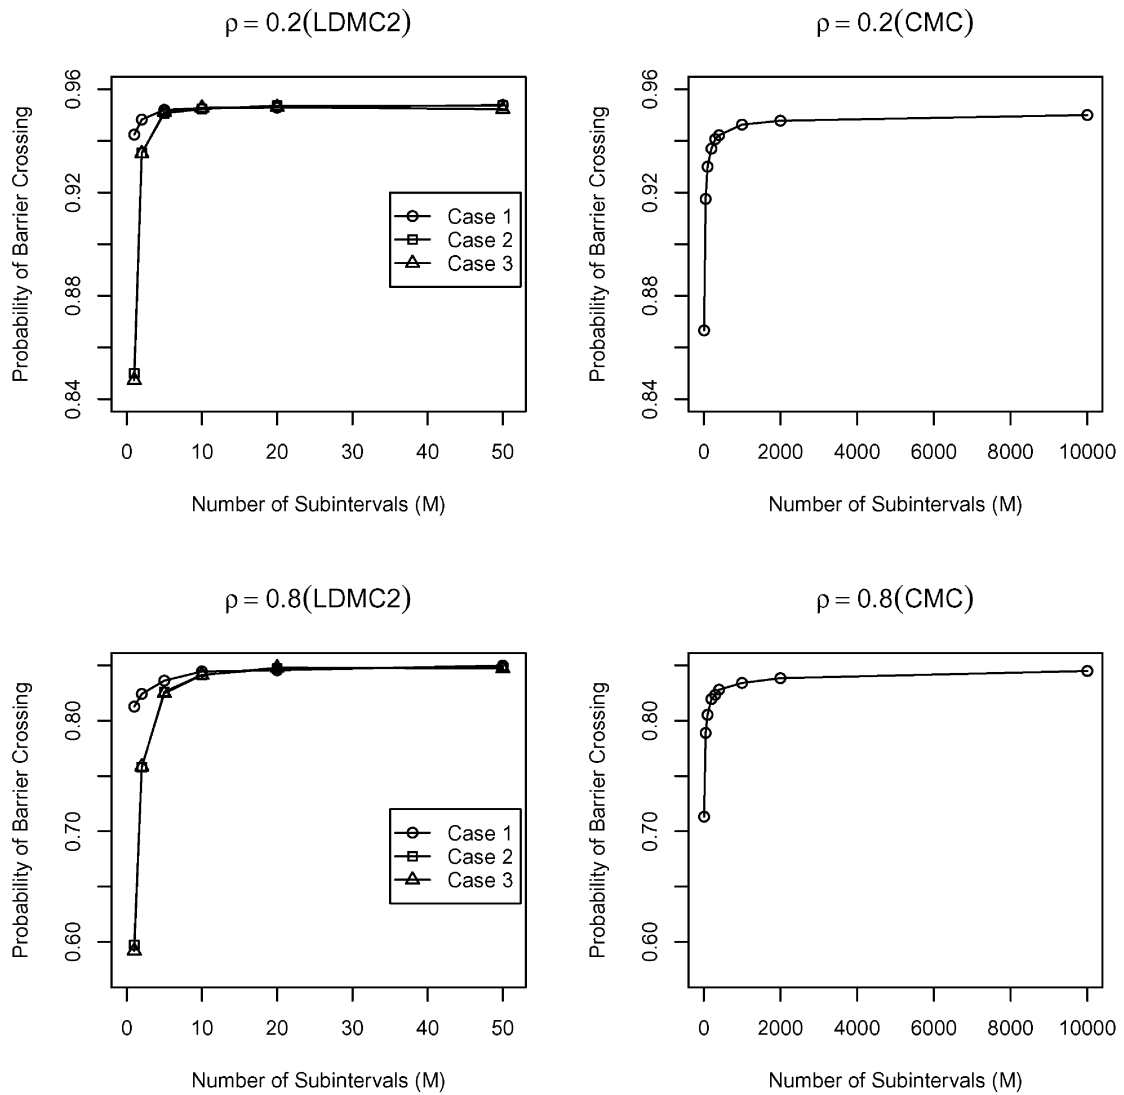 ρ = 0.2(LDMC2)
Probability of Barrier Crossing
0.96
0.92
0.88
0.84
Case 1
Case 2
Case 3
0 10 20 30 40 50
Number of Subintervals (M)
ρ = 0.2(CMC)
Probability of Barrier Crossing
0.96
0.92
0.88
0.84
0 2000 4000 6000 8000 10000
Number of Subintervals (M)
ρ = 0.8(LDMC2)
Probability of Barrier Crossing
0.80
0.70
0.60
Case 1
Case 2
Case 3
0 10 20 30 40 50
Number of Subintervals (M)
ρ = 0.8(CMC)
Probability of Barrier Crossing
0.80
0.70
0.60
0 2000 4000 6000 8000 10000
Number of Subintervals (M)